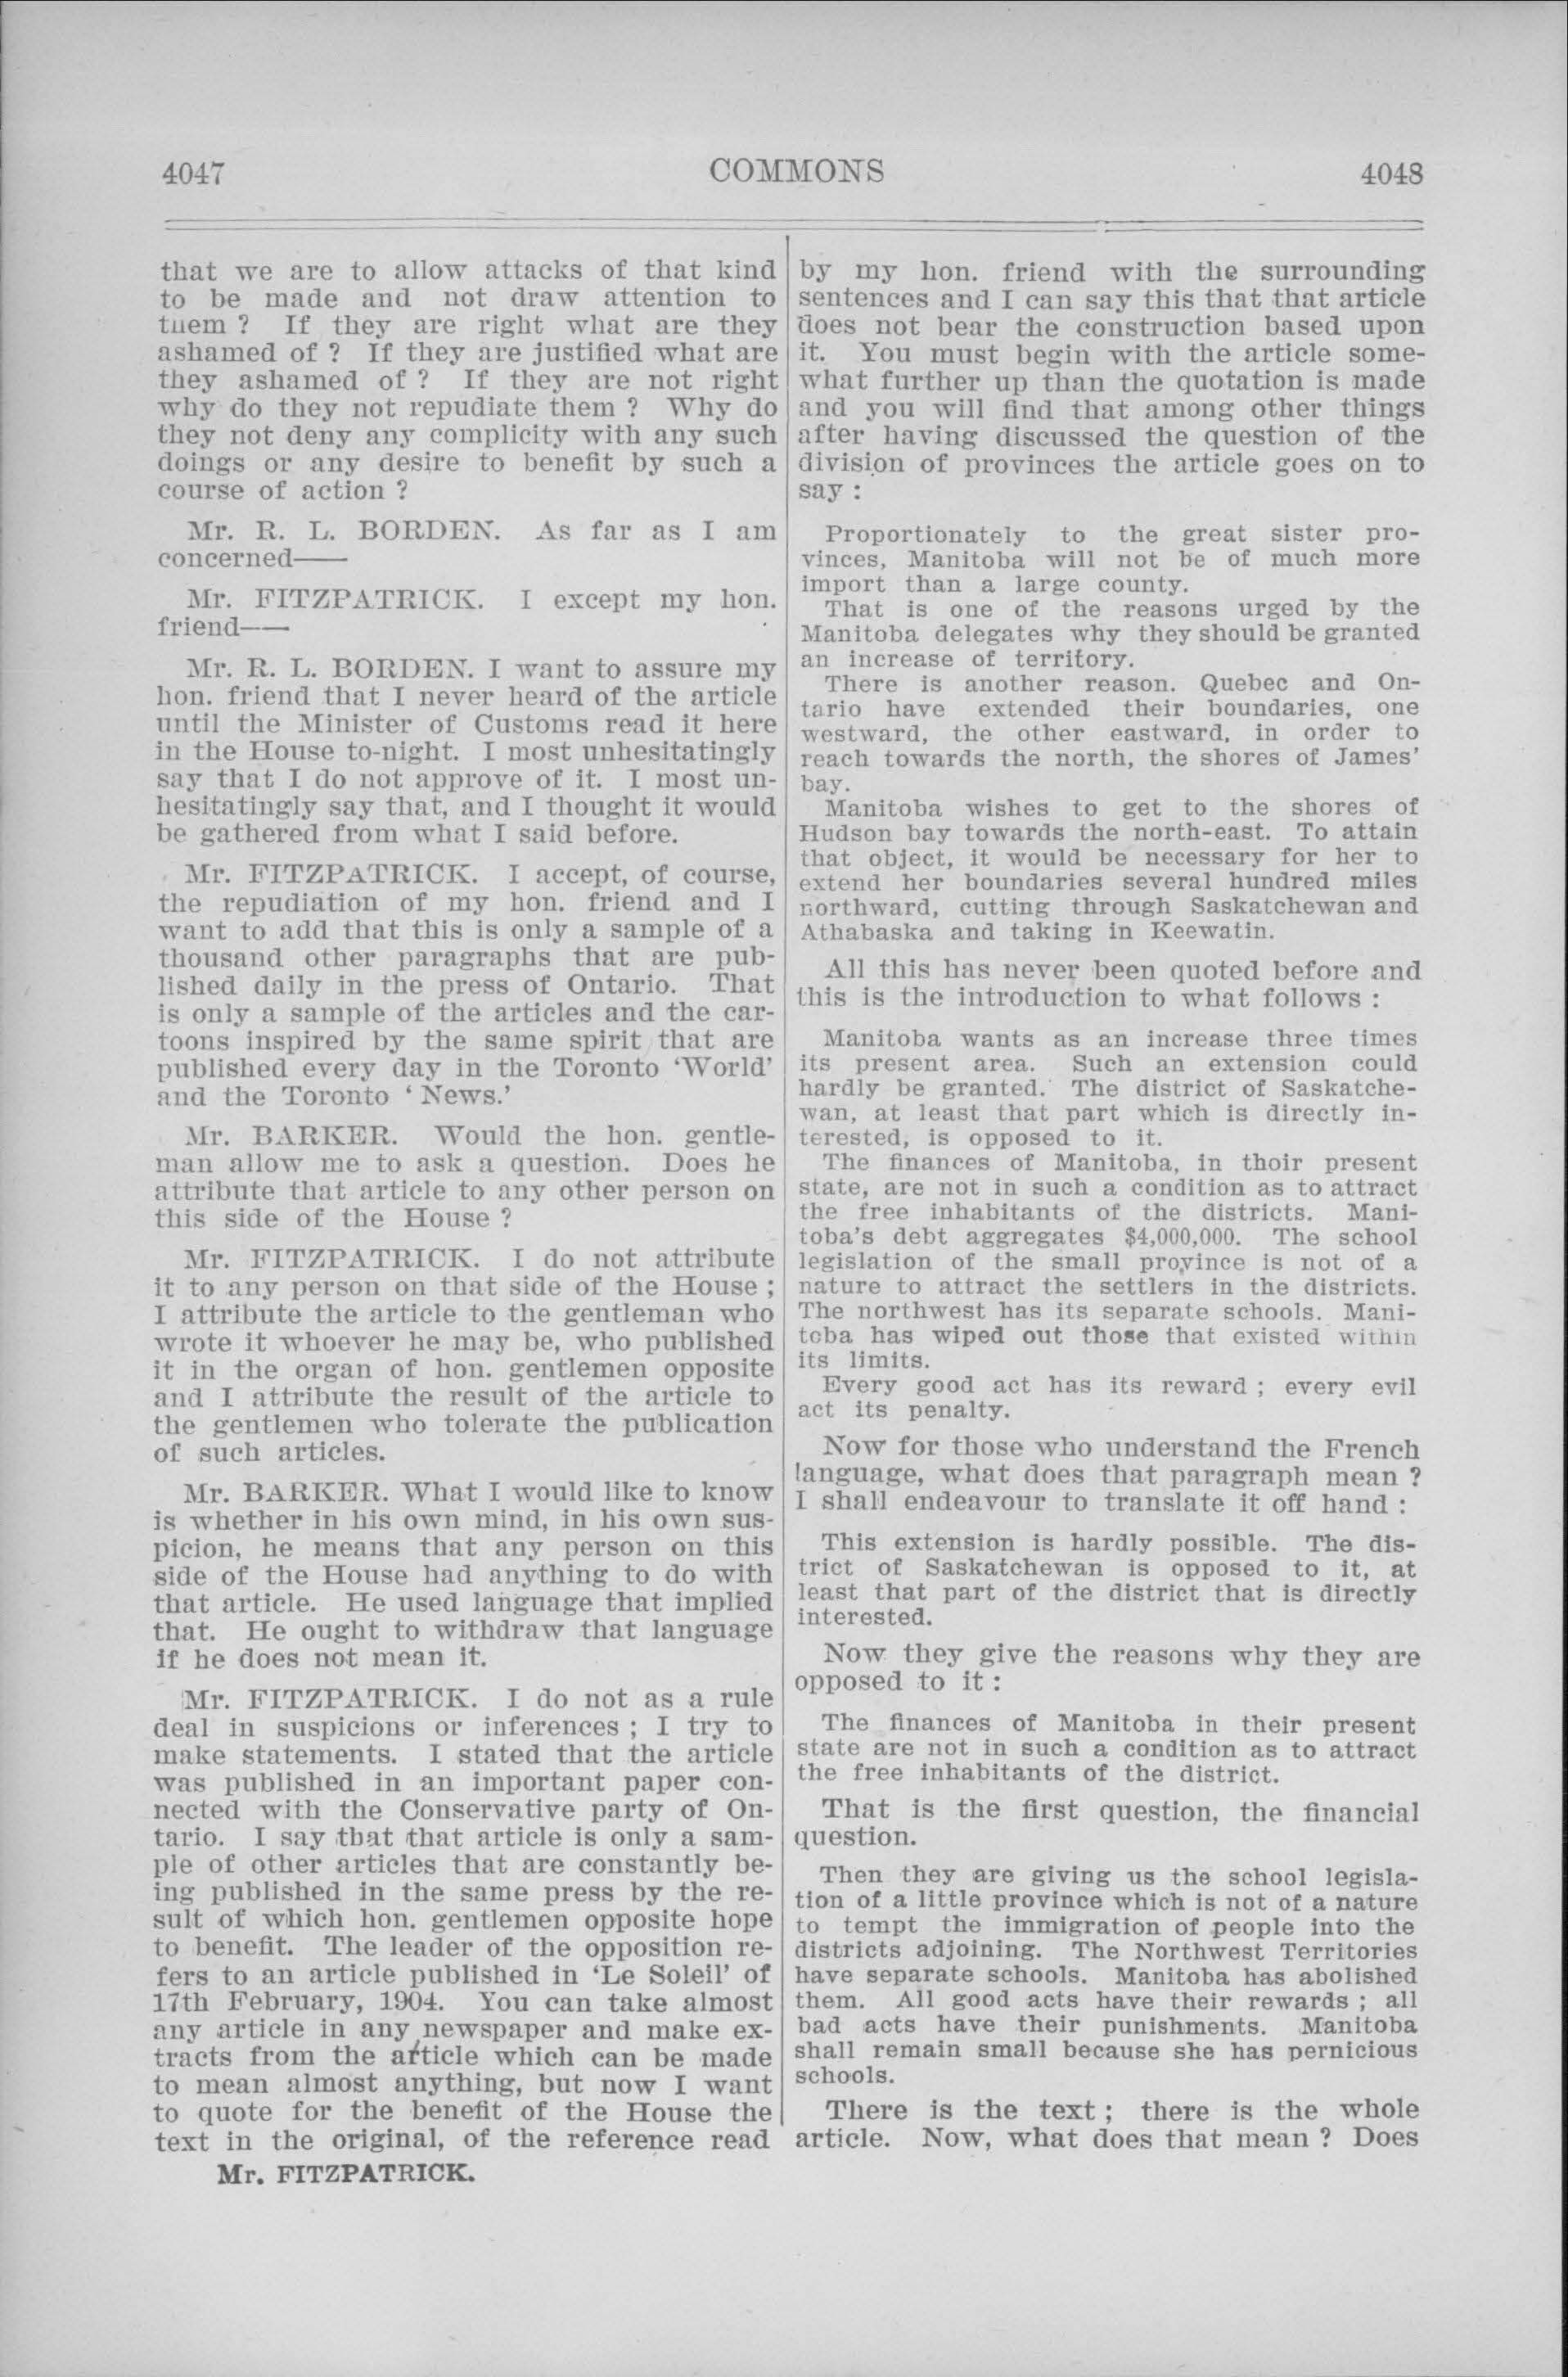 4047
COMMONS
4048
that we are to allow attacks of that kind
to be made and not draw attention to
tuem ? If they are right what are they
ashamed of ? If they are justified what are
they ashamed of ? If they are not right
why do they not repudiate them ? Why do
they not deny any complicity with any such
doings or any desire to benefit by such a
course of action ?
Mr. R. L. BORDEN. As far as I am
concerned——
Mr. FITZPATRICK. I except my hon.
friend——
Mr. R. L. BORDEN. I want to assure my
hon. friend that I never heard of the article
until the Minister of Customs read it here
in the House to-night. I most unhesitatingly
say that I do not approve of it. I most un-
hesitatingly say that, and I thought it would
be gathered from what I said before.
Mr. FITZPATRICK. I accept, of course,
the repudiation of my hon. friend and I
want to add that this is only a sample of a
thousand other paragraphs that are pub-
lished daily in the press of Ontario. That
is only a sample of the articles and the car-
toons inspired by the same spirit that are
published every day in the Toronto ‘World’
and the Toronto ‘ News.’
Mr. BARKER. Would the hon. gentle-
man allow me to ask a question. Does he
attribute that article to any other person on
this side of the House ?
Mr. FITZPATRICK. I do not attribute
it to any person on that side of the House ;
I attribute the article to the gentleman who
wrote it whoever he may be, who published
it in the organ of hon. gentlemen opposite
and I attribute the result of the article to
the gentlemen who tolerate the publication
of such articles.
Mr. BARKER. What I would like to know
is whether in his own mind, in his own sus-
picion, he means that any person on this
side of the House had anything to do with
that article. He used language that implied
that. He ought to withdraw that language
if he does not mean it.
Mr. FITZPATRICK. I do not as a rule
deal in suspicions or inferences ; I try to
make statements. I stated that the article
was published in an important paper con-
nected with the Conservative party of On-
tario. I say that that article is only a sam-
ple of other articles that are constantly be-
ing published in the same press by the re-
sult of which hon. gentlemen opposite hope
to benefit. The leader of the opposition re-
fers to an article published in ‘Le Soleil’ of
17th February, 1904. You can take almost
any article in any newspaper and make ex-
tracts from the article which can be made
to mean almost anything, but now I want
to quote for the benefit of the House the
text in the original, of the reference read
Mr. FITZPATRICK.
by my hon. friend with the surrounding
sentences and I can say this that that article
does not bear the construction based upon
it. You must begin with the article some-
what further up than the quotation is made
and you will find that among other things
after having discussed the question of the
division of provinces the article goes on to
say :
Proportionately to the great sister pro-
vinces, Manitoba will not be of much more
import than a large county.
That is one of the reasons urged by the
Manitoba delegates why they should be granted
an increase of territory.
There is another reason. Quebec and On-
tario have extended their boundaries, one
westward, the other eastward, in order to
reach towards the north, the shores of James’
bay.
Manitoba wishes to get to the shores of
Hudson bay towards the north-east. To attain
that object, it would be necessary for her to
extend her boundaries several hundred miles
northward, cutting through Saskatchewan and
Athabaska and taking in Keewatin.
All this has never been quoted before and
this is the introduction to what follows :
Manitoba wants as an increase three times
its present area. Such an extension could
hardly be granted. The district of Saskatche-
wan, at least that part which is directly in-
terested, is opposed to it.
The finances of Manitoba, in thoir present
state, are not in such a condition as to attract
the free inhabitants of the districts. Mani-
toba’s debt aggregates $4,000,000. The school
legislation of the small province is not of a
nature to attract the settlers in the districts.
The northwest has its separate schools. Mani-
toba has wiped out those that existed within
its limits.
Every good act has its reward ; every evil
act its penalty.
Now for those who understand the French
language, what does that paragraph mean ?
I shall endeavour to translate it off hand :
This extension is hardly possible. The dis-
trict of Saskatchewan is opposed to it, at
least that part of the district that is directly
interested.
Now they give the reasons why they are
opposed to it :
The finances of Manitoba in their present
state are not in such a condition as to attract
the free inhabitants of the district.
That is the first question, the financial
question.
Then they are giving us the school legisla-
tion of a little province which is not of a nature
to tempt the immigration of people into the
districts adjoining. The Northwest Territories
have separate schools. Manitoba has abolished
them. All good acts have their rewards ; all
bad acts have their punishments. Manitoba
shall remain small because she has pernicious
schools.
There is the text ; there is the whole
article. Now, what does that mean ? Does